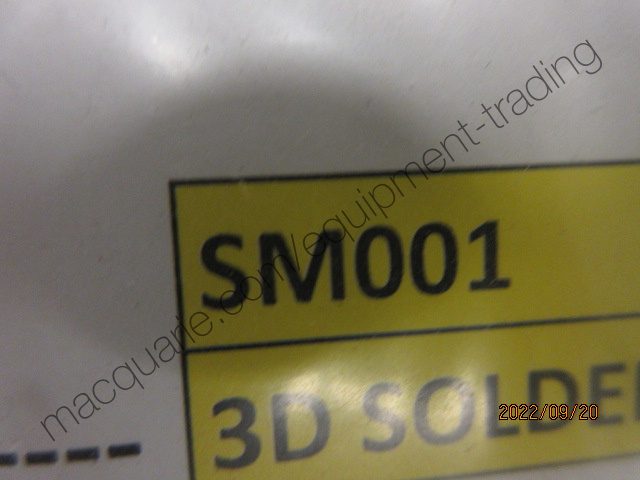 macquarie.com/equipment-trading
SM001
3D SOLDE
2022/09/20